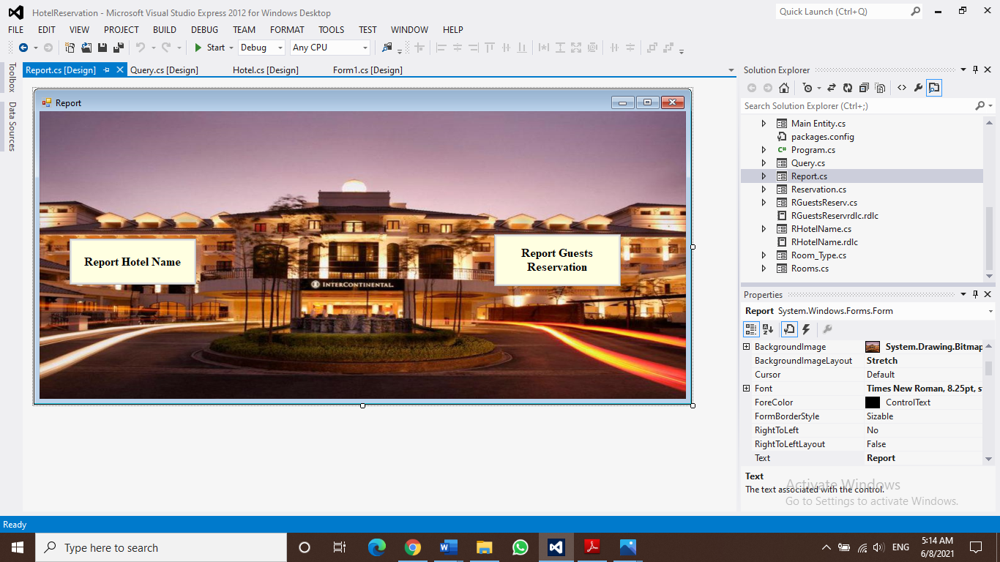 HotelReservation - Microsoft Visual Studio Express 2012 for Windows Desktop
Quick Launch (Ctrl+Q)
FILE EDIT VIEW PROJECT BUILD DEBUG TEAM FORMAT TOOLS TEST WINDOW HELP
Start Debug Any CPU
Toolbox
Data Sources
Report.cs [Design] Query.cs [Design] Hotel.cs [Design] Form1.cs [Design]
Report
Report Hotel Name
Report Guests
Reservation
INTERCONTINENTAL.
Solution Explorer
Search Solution Explorer (Ctrl+;)
Main Entity.cs
packages.config
C# Program.cs
Query.cs
Report.cs
Reservation.cs
RGuestsReserv.cs
RGuestsReservrdlc.rdlc
RHotelName.cs
RHotelName.rdlc
Room_Type.cs
Rooms.cs
Properties
Report System.Windows.Forms.Form
BackgroundImage System.Drawing.Bitmap
BackgroundImageLayout Stretch
Cursor Default
Font Times New Roman, 8.25pt, s
ForeColor ControlText
FormBorderStyle Sizable
RightToLeft No
RightToLeftLayout False
Text Report
Text
The text associated with the control.
Activate Windows
Go to Settings to activate Windows.
Ready
Type here to search
ENG
5:14 AM
6/8/2021